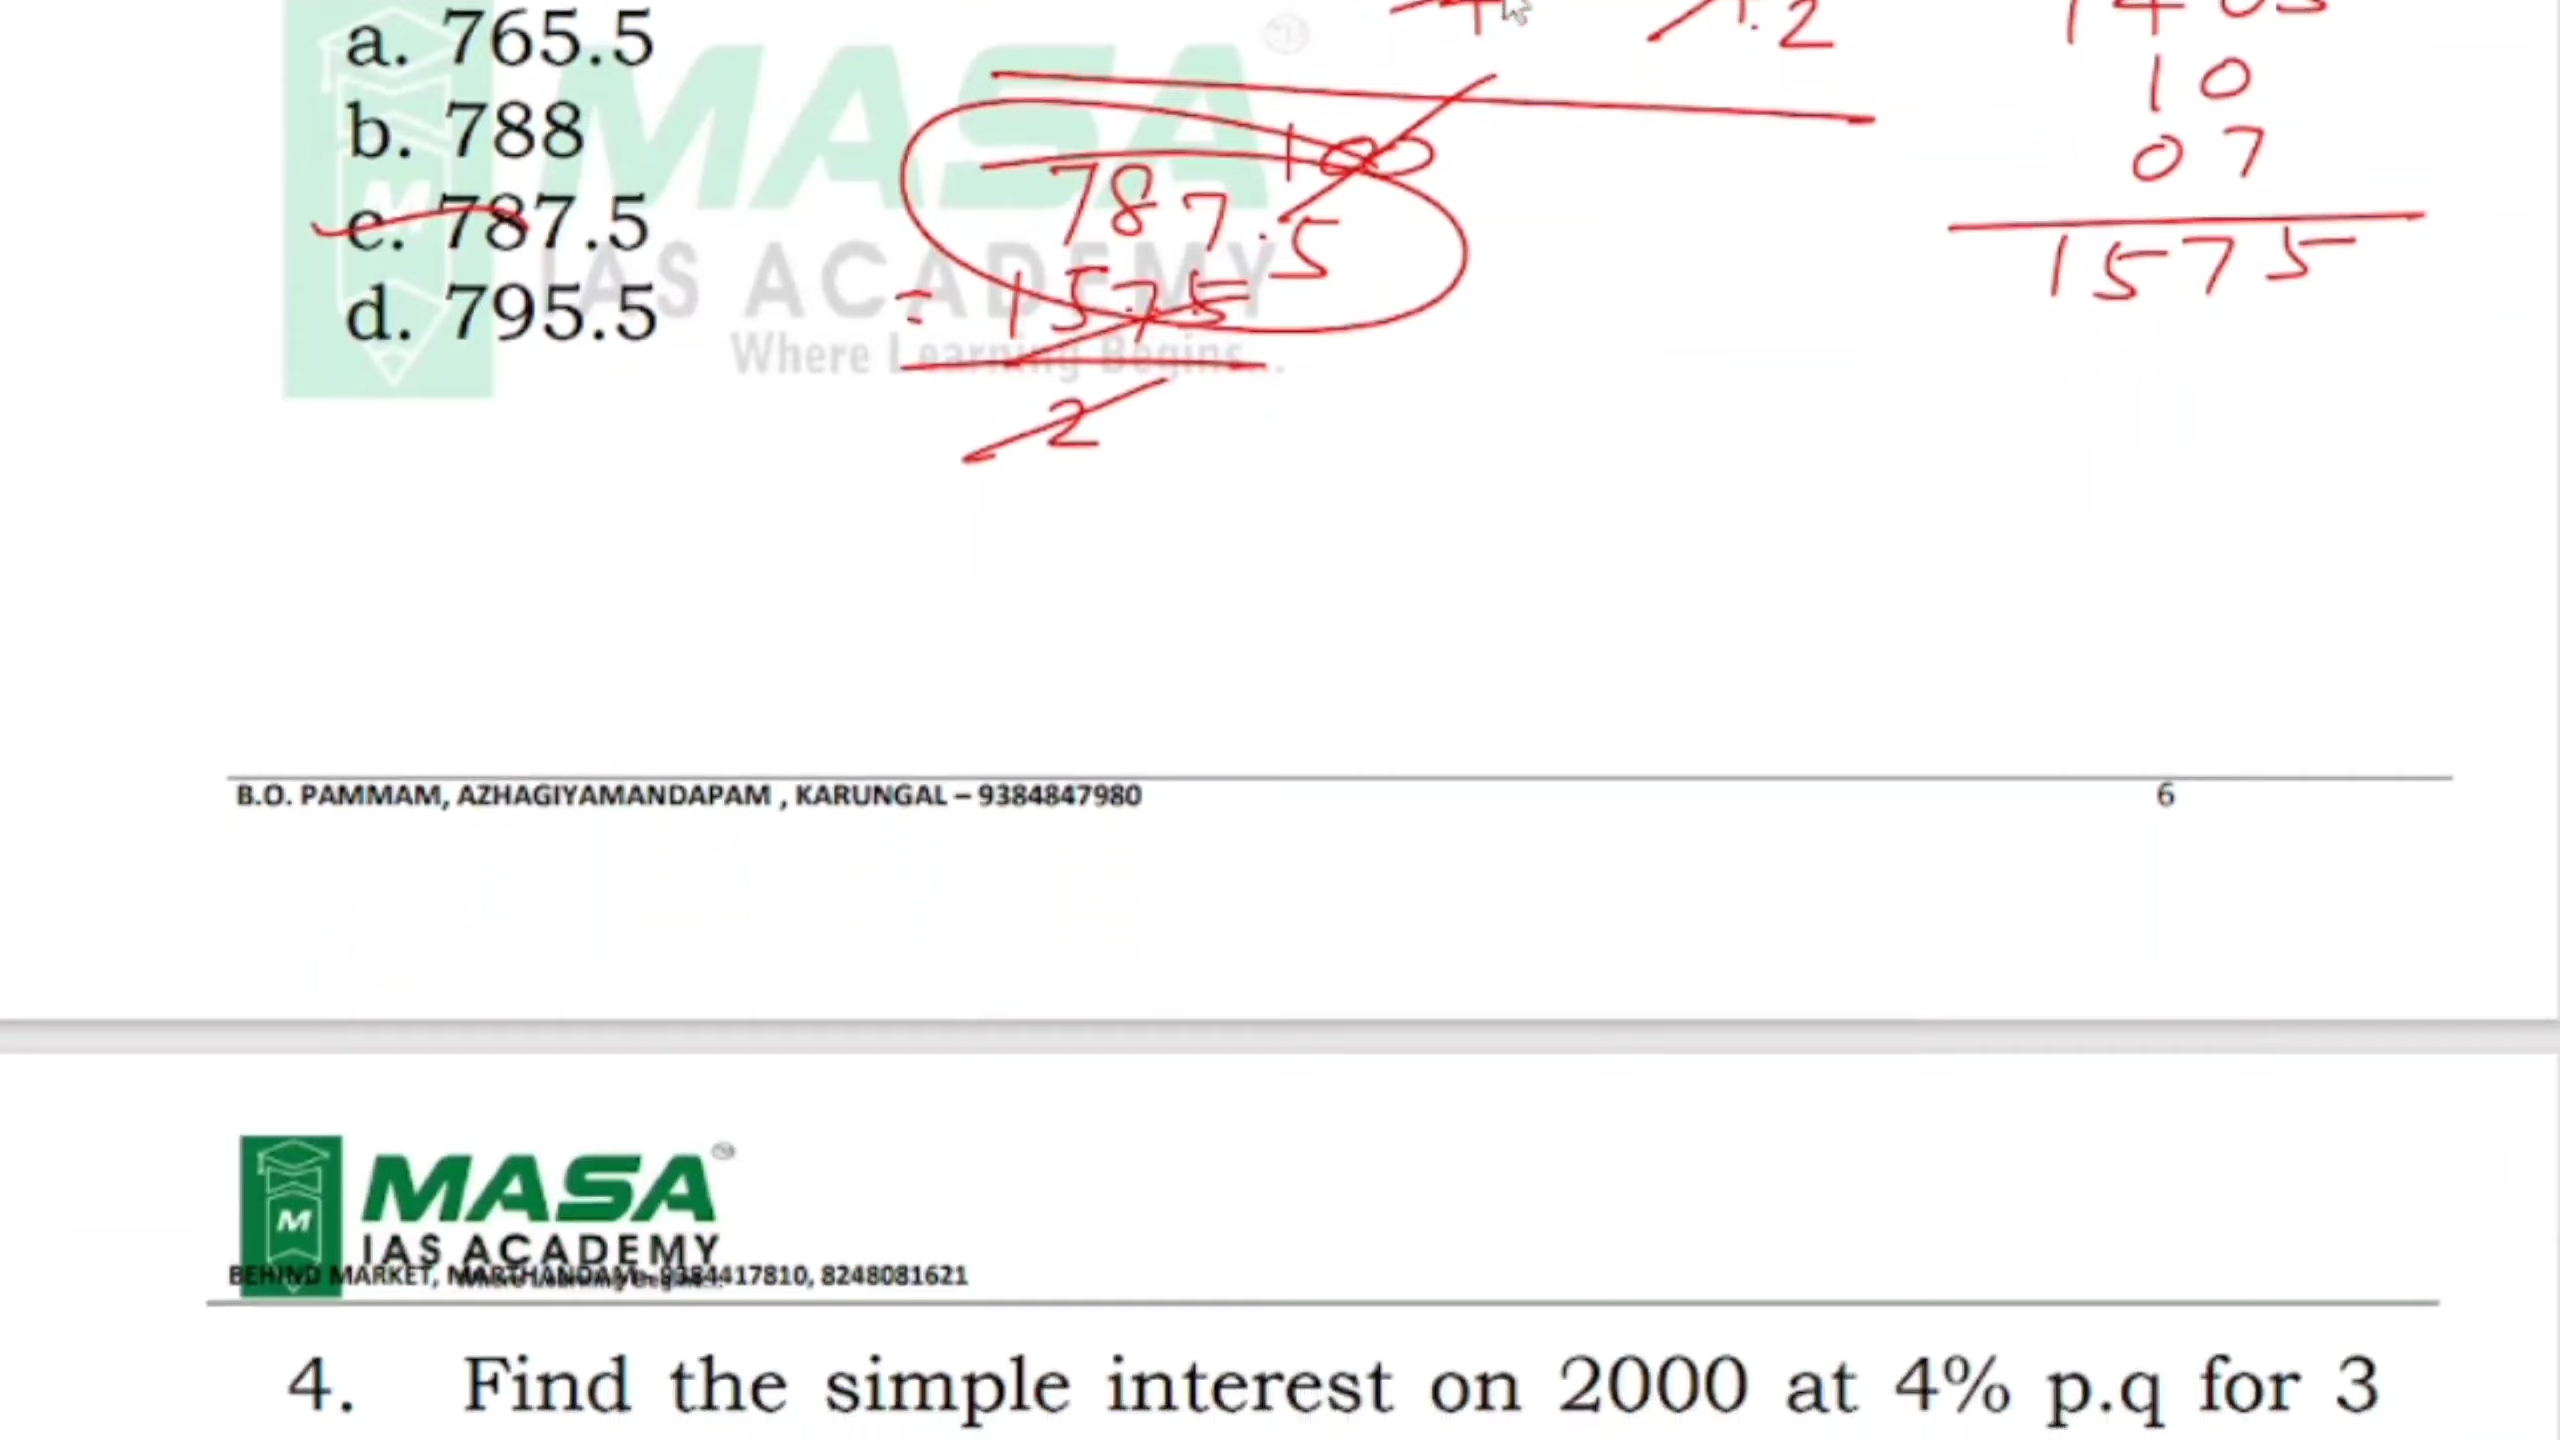 a. 765.5
b. 788
c. 787.5
d. 795.5
MASA
IAS ACADEMY
Where Learning Begins...
.2
10
07
1575
100
787.5
= 1575
2
B.O. PAMMAM, AZHAGIYAMANDAPAM , KARUNGAL – 9384847980 6
M
MASA
IAS ACADEMY
BEHIND MARKET, MARTHANDAM - 9384417810, 8248081621
4. Find the simple interest on 2000 at 4% p.q for 3